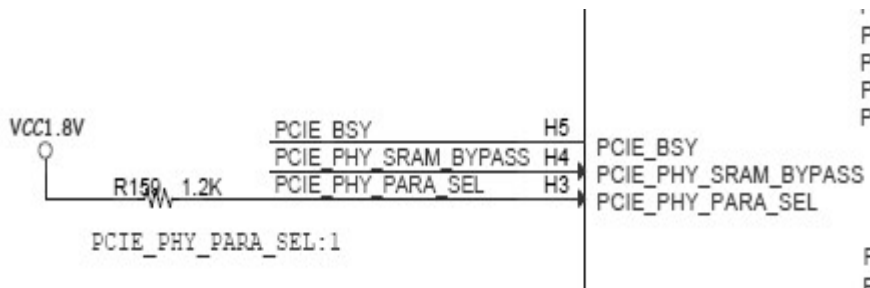 VCC1.8V
PCIE_BSY H5
PCIE_PHY_SRAM_BYPASS H4
R159 1.2K PCIE_PHY_PARA_SEL H3
PCIE_BSY
PCIE_PHY_SRAM_BYPASS
PCIE_PHY_PARA_SEL
PCIE_PHY_PARA_SEL:1